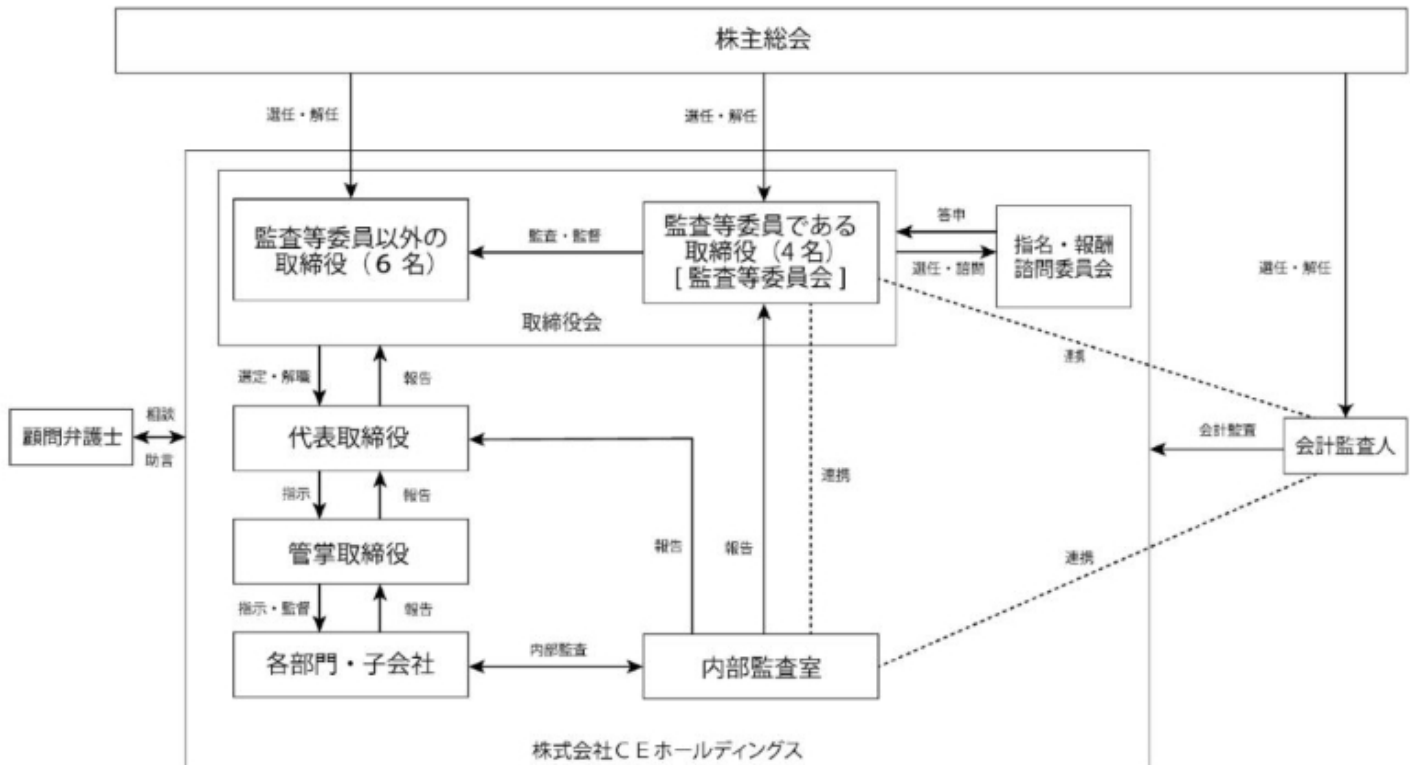 株主総会
選任・解任
選任・解任
選任・解任
監査等委員以外の
取締役（6 名）
監査・監督
監査等委員である
取締役（4名）
[ 監査等委員会 ]
答申
選任・諮問
指名・報酬
諮問委員会
取締役会
選定・解職
報告
連携
顧問弁護士
相談
助言
代表取締役
会計監査
会計監査人
指示
報告
連携
管掌取締役
報告
報告
連携
指示・監督
報告
各部門・子会社
内部監査
内部監査室
株式会社ＣＥホールディングス